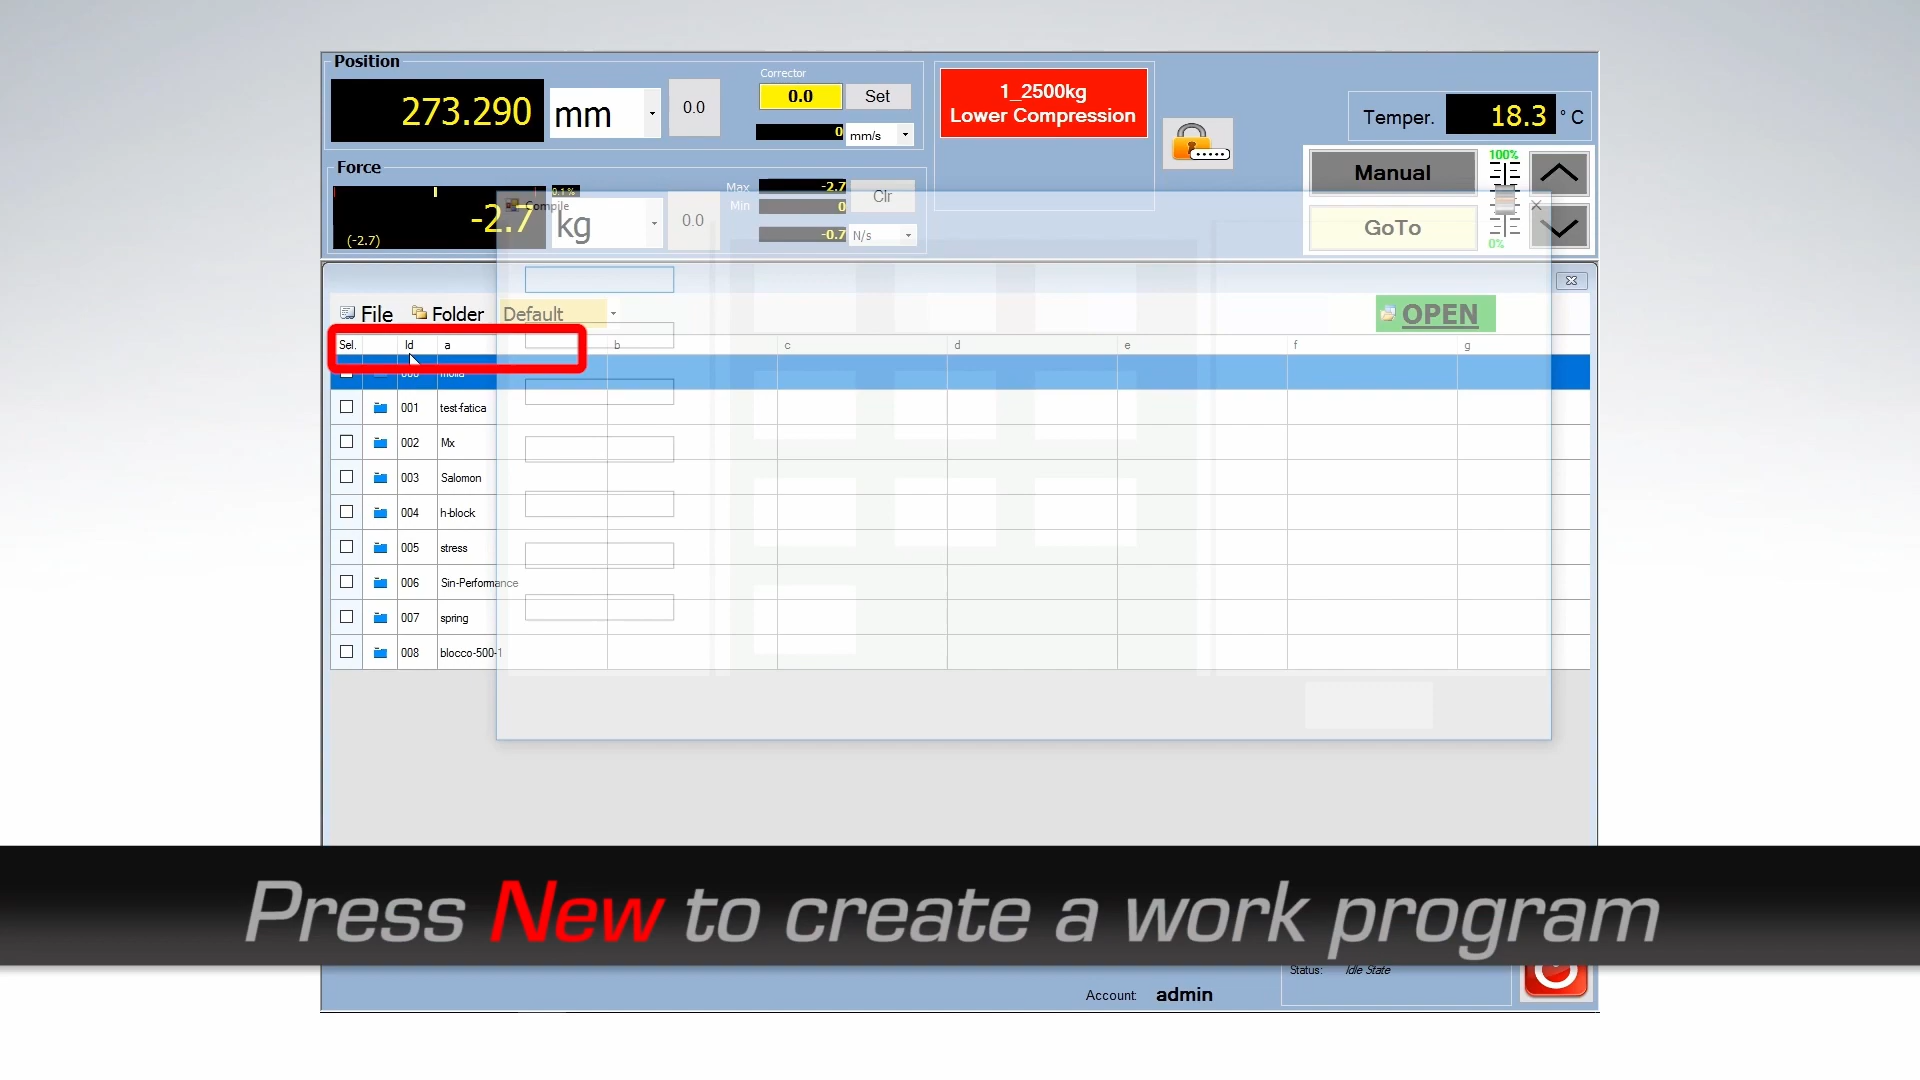 Position
273.290
mm
0.0
Corrector
0.0
Set
0
mm/s
1_2500kg
Lower Compression
Temper.
18.3
° C
Manual
GoTo
100%
0%
Force
0.1%
-2.7
(-2.7)
kg
0.0
Max
-2.7
Min
0
-0.7
N/s
Clr
Compile
File
Folder
Default
OPEN
Sel. Id a b c d e f g
001 test-fatica
002 Mx
003 Salomon
004 h-block
005 stress
006 Sin-Performance
007 spring
008 blocco-500-1
Press New to create a work program
Status: Idle State
Account: admin